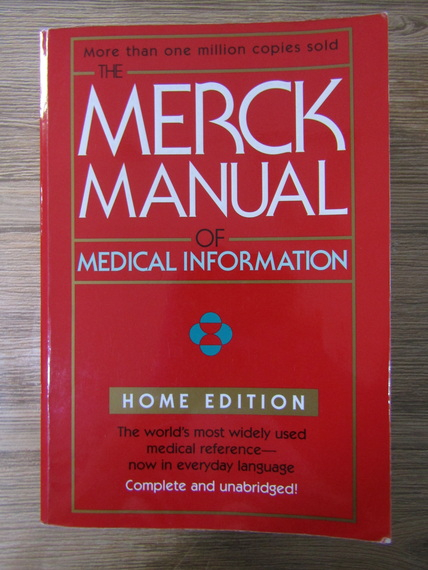 More than one million copies sold
THE
MERCK
MANUAL
OF
MEDICAL INFORMATION
HOME EDITION
The world's most widely used
medical reference—
now in everyday language
Complete and unabridged!